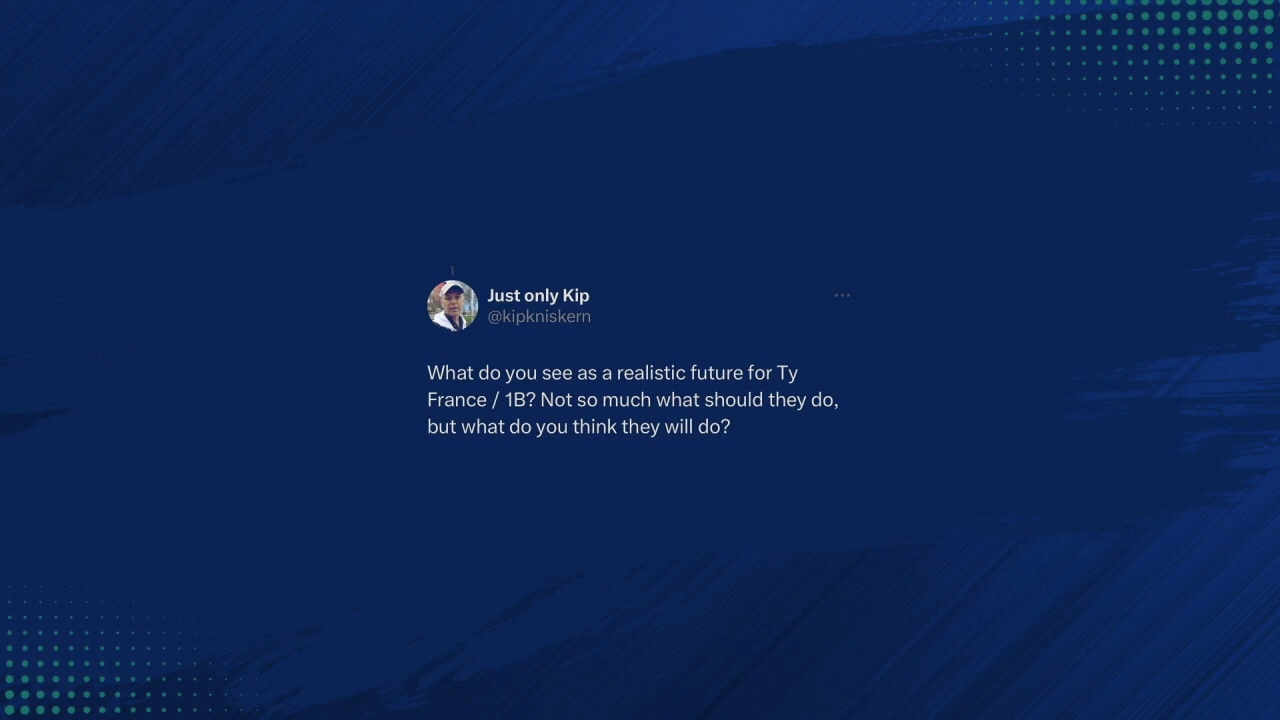 Just only Kip
@kipkniskern
What do you see as a realistic future for Ty
France / 1B? Not so much what should they do,
but what do you think they will do?